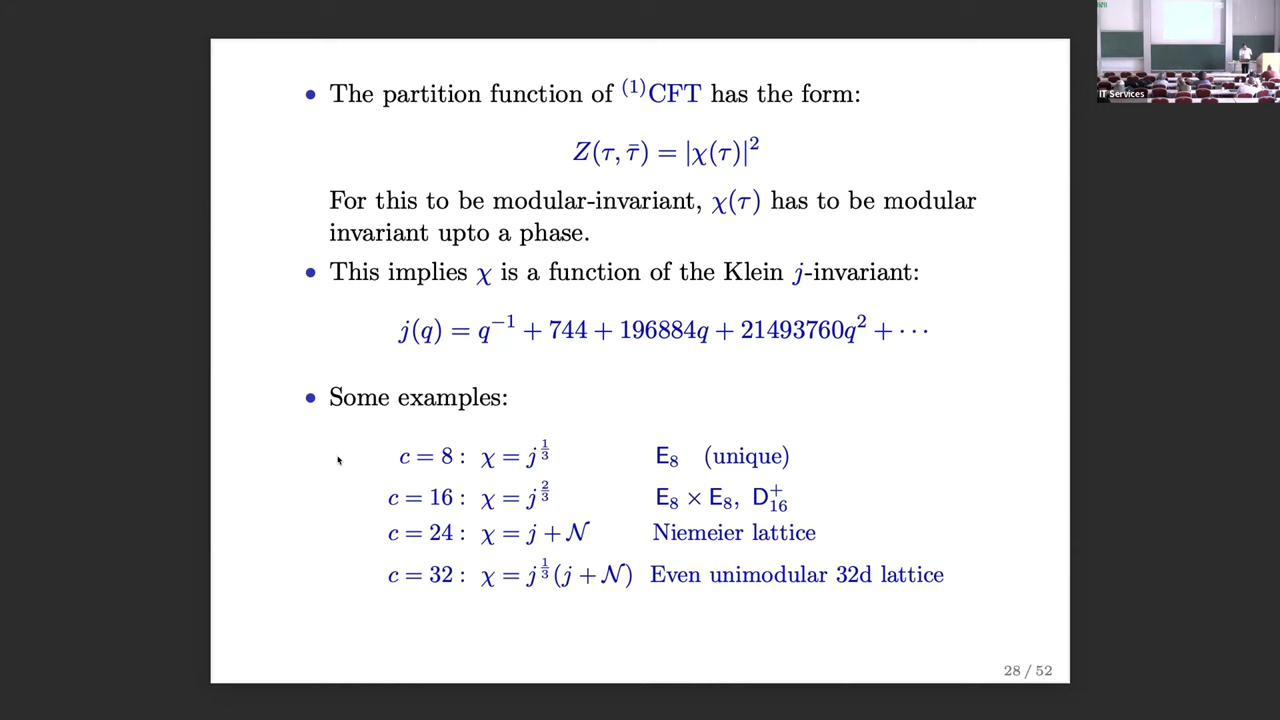 IT Services
• The partition function of ⁽¹⁾CFT has the form:
Z(τ, τ̄) = |χ(τ)|²
For this to be modular-invariant, χ(τ) has to be modular
invariant upto a phase.
• This implies χ is a function of the Klein j-invariant:
j(q) = q⁻¹ + 744 + 196884q + 21493760q² + ⋯
• Some examples:
c = 8 : χ = j^{1/3} E₈ (unique)
c = 16 : χ = j^{2/3} E₈ × E₈, D₁₆⁺
c = 24 : χ = j + 𝒩 Niemeier lattice
c = 32 : χ = j^{1/3}(j + 𝒩) Even unimodular 32d lattice
28 / 52